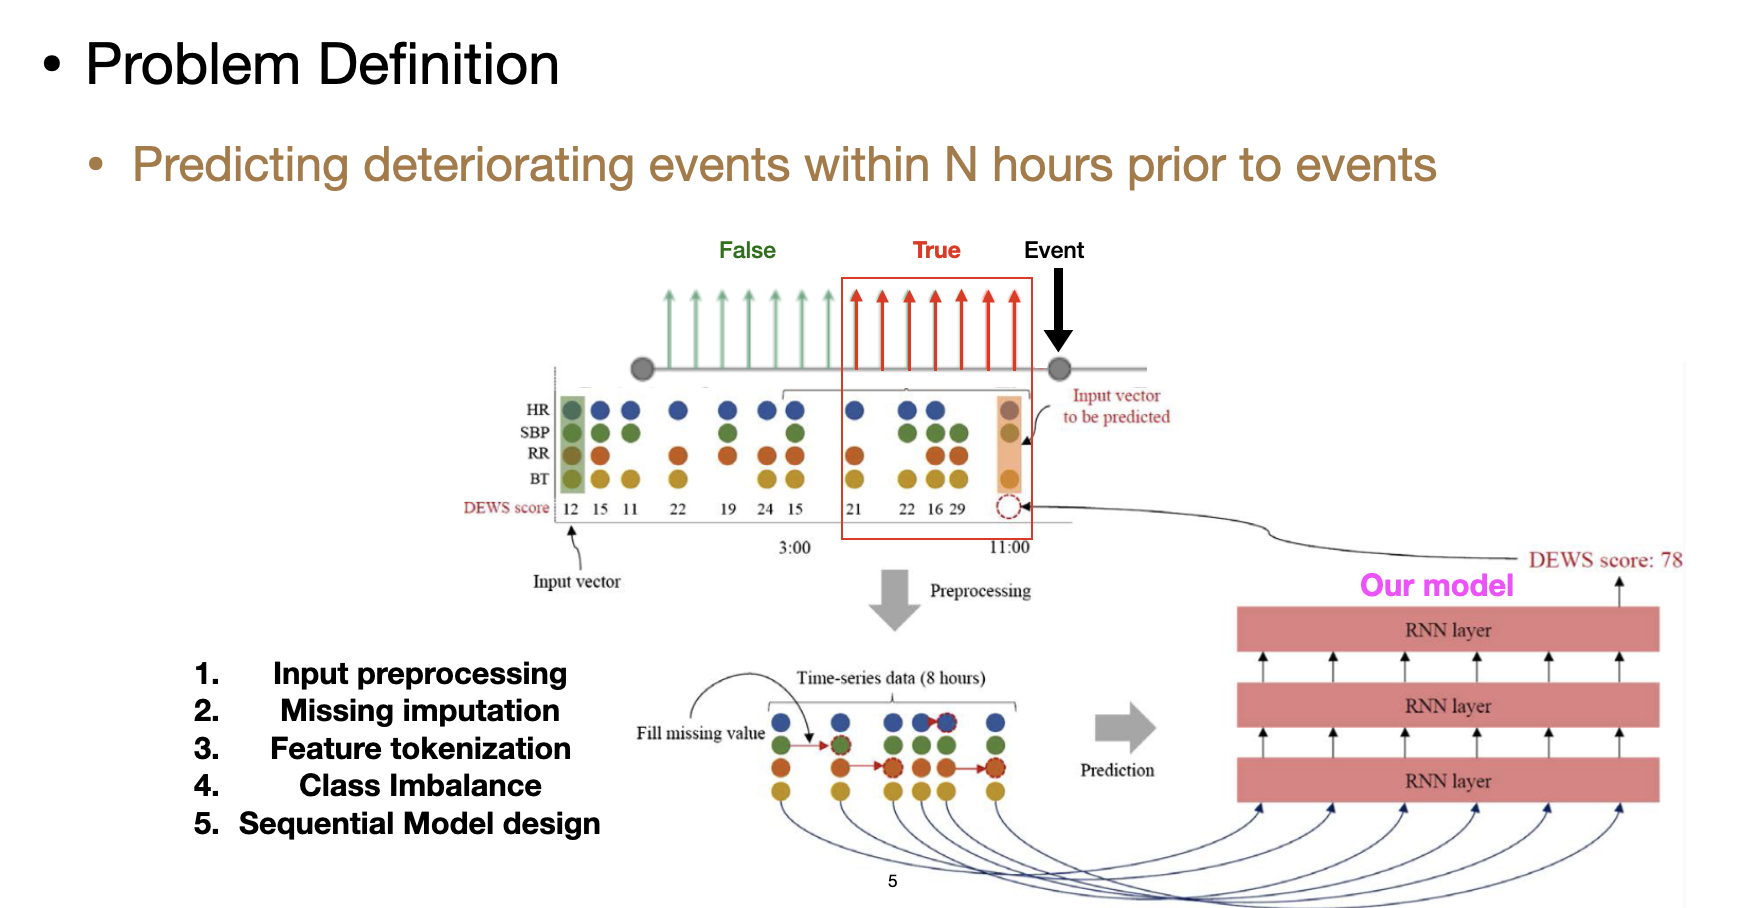 Problem Definition
Predicting deteriorating events within N hours prior to events
False
True
Event
HR
SBP
RR
BT
Input vector
to be predicted
DEWS score
12 15 11 22 19 24 15 21 22 16 29
3:00
11:00
Input vector
Preprocessing
DEWS score: 78
Our model
RNN layer
RNN layer
RNN layer
1. Input preprocessing
2. Missing imputation
3. Feature tokenization
4. Class Imbalance
5. Sequential Model design
Time-series data (8 hours)
Fill missing value
Prediction
5